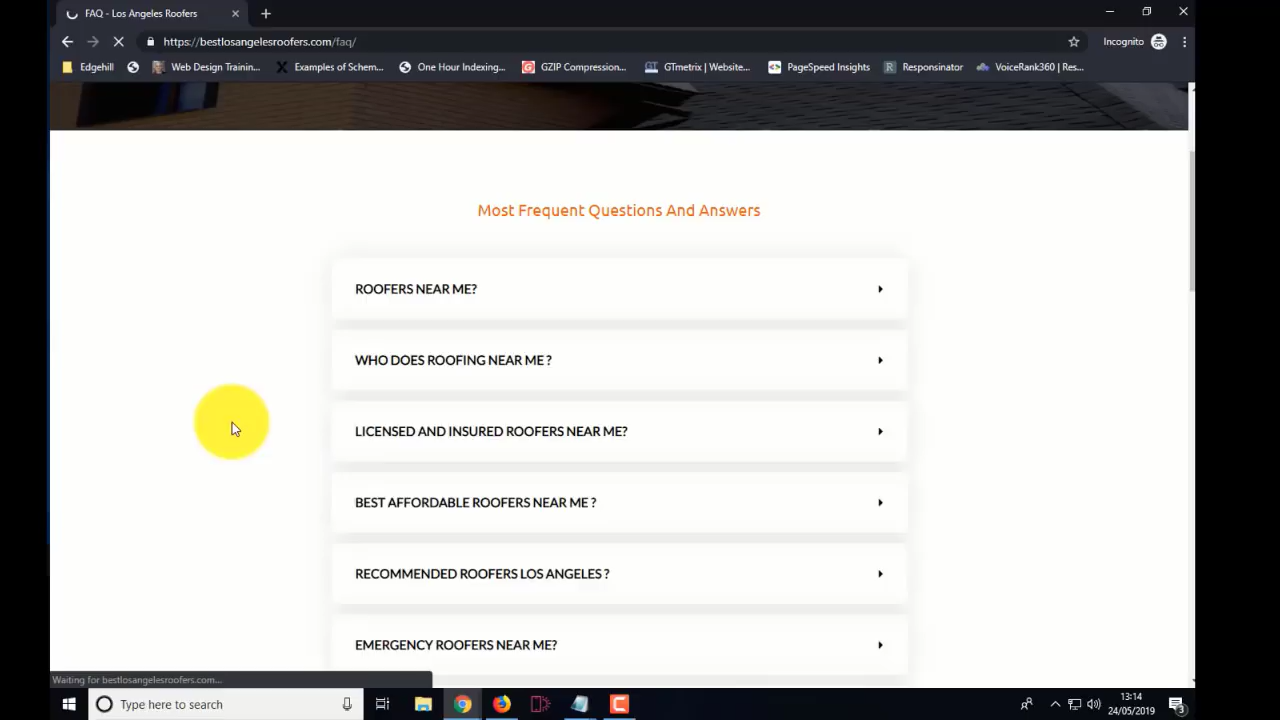 FAQ - Los Angeles Roofers
https://bestlosangelesroofers.com/faq/
Incognito
Edgehill
Web Design Trainin...
Examples of Schem...
One Hour Indexing...
GZIP Compression...
GTmetrix | Website...
PageSpeed Insights
Responsinator
VoiceRank360 | Res...
Most Frequent Questions And Answers
ROOFERS NEAR ME?
WHO DOES ROOFING NEAR ME ?
LICENSED AND INSURED ROOFERS NEAR ME?
BEST AFFORDABLE ROOFERS NEAR ME ?
RECOMMENDED ROOFERS LOS ANGELES ?
EMERGENCY ROOFERS NEAR ME?
Waiting for bestlosangelesroofers.com...
Type here to search
13:14
24/05/2019
3